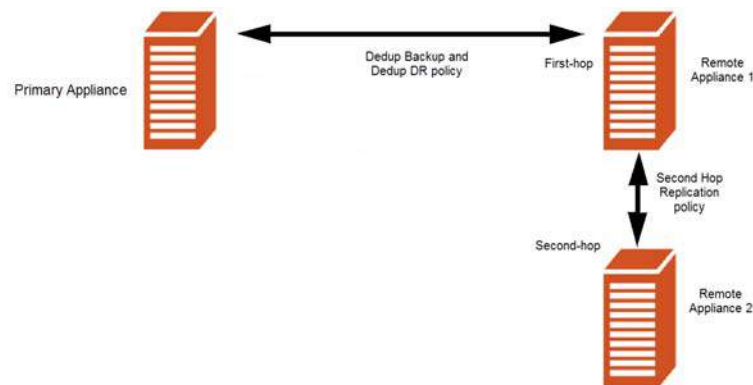 Primary Appliance
Dedup Backup and
Dedup DR policy
First-hop
Remote
Appliance 1
Second Hop
Replication
policy
Second-hop
Remote
Appliance 2